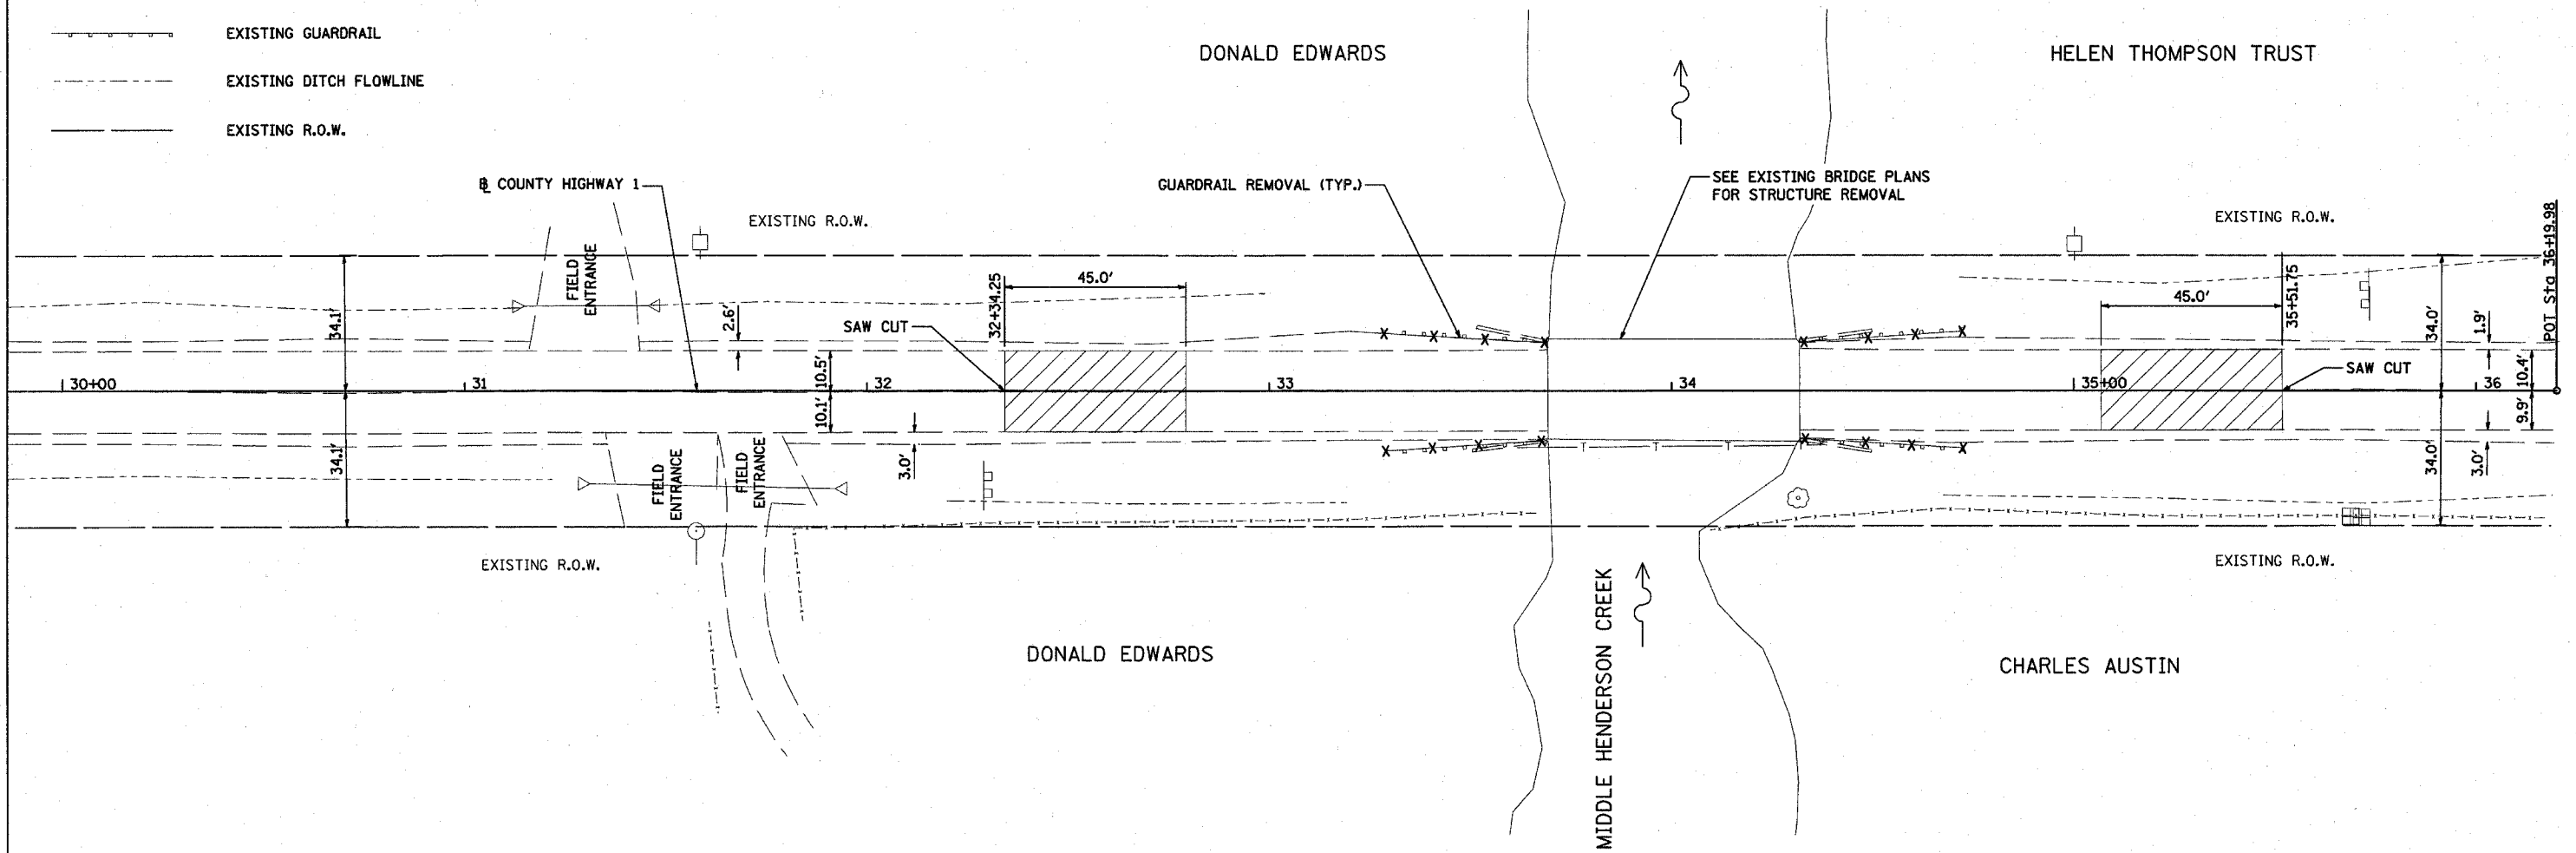 EXISTING GUARDRAIL
EXISTING DITCH FLOWLINE
EXISTING R.O.W.
DONALD EDWARDS
HELEN THOMPSON TRUST
℄ COUNTY HIGHWAY 1
GUARDRAIL REMOVAL (TYP.)
SEE EXISTING BRIDGE PLANS
FOR STRUCTURE REMOVAL
EXISTING R.O.W.
EXISTING R.O.W.
FIELD
ENTRANCE
34.1'
2.6'
SAW CUT
32+34.25
45.0'
45.0'
35+51.75
34.0'
1.9'
POT Sta 36+19.98
10.5'
10.4'
SAW CUT
30+00
31
32
33
34
35+00
36
10.1'
9.9'
34.1'
3.0'
34.0'
3.0'
FIELD
ENTRANCE
FIELD
ENTRANCE
EXISTING R.O.W.
EXISTING R.O.W.
DONALD EDWARDS
MIDDLE HENDERSON CREEK
CHARLES AUSTIN